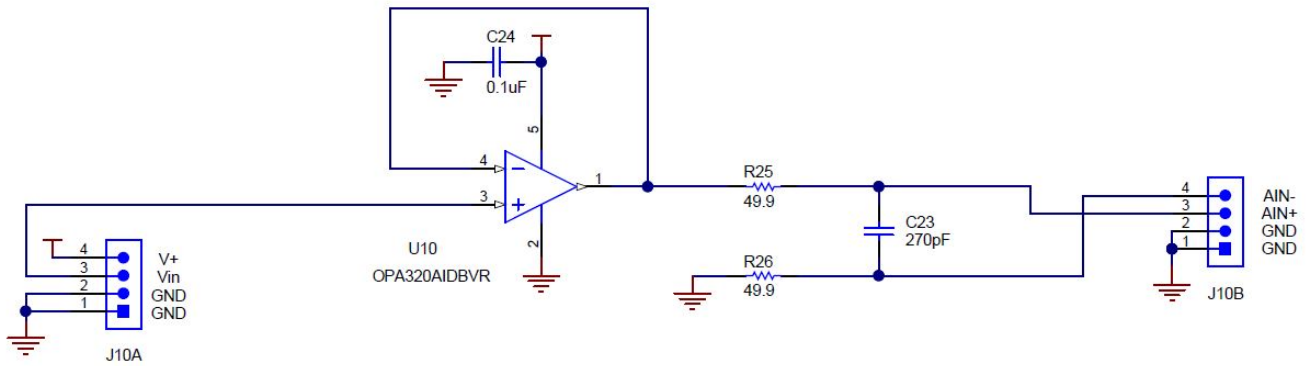 C24
0.1uF
5
4
3
1
2
U10
OPA320AIDBVR
R25
49.9
C23
270pF
R26
49.9
4 V+
3 Vin
2 GND
1 GND
J10A
4 AIN-
3 AIN+
2 GND
1 GND
J10B